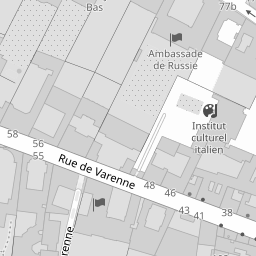 77b
Bas
Ambassade
de Russie
Institut
culturel
italien
58
56
55
Rue de Varenne
48
46
43
41
38
arenne